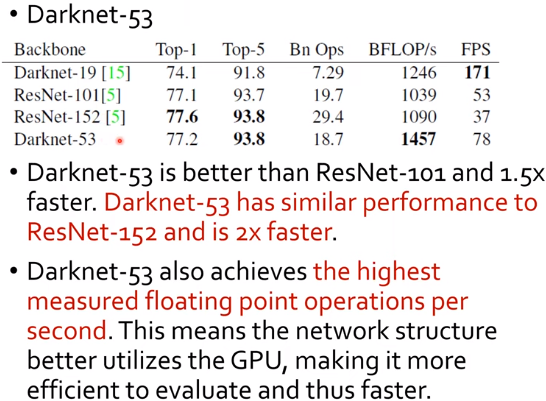 • Darknet-53
Backbone Top-1 Top-5 Bn Ops BFLOP/s FPS
Darknet-19 [15] 74.1 91.8 7.29 1246 171
ResNet-101[5] 77.1 93.7 19.7 1039 53
ResNet-152 [5] 77.6 93.8 29.4 1090 37
Darknet-53 77.2 93.8 18.7 1457 78
• Darknet-53 is better than ResNet-101 and 1.5x
faster. Darknet-53 has similar performance to
ResNet-152 and is 2x faster.
• Darknet-53 also achieves the highest
measured floating point operations per
second. This means the network structure
better utilizes the GPU, making it more
efficient to evaluate and thus faster.